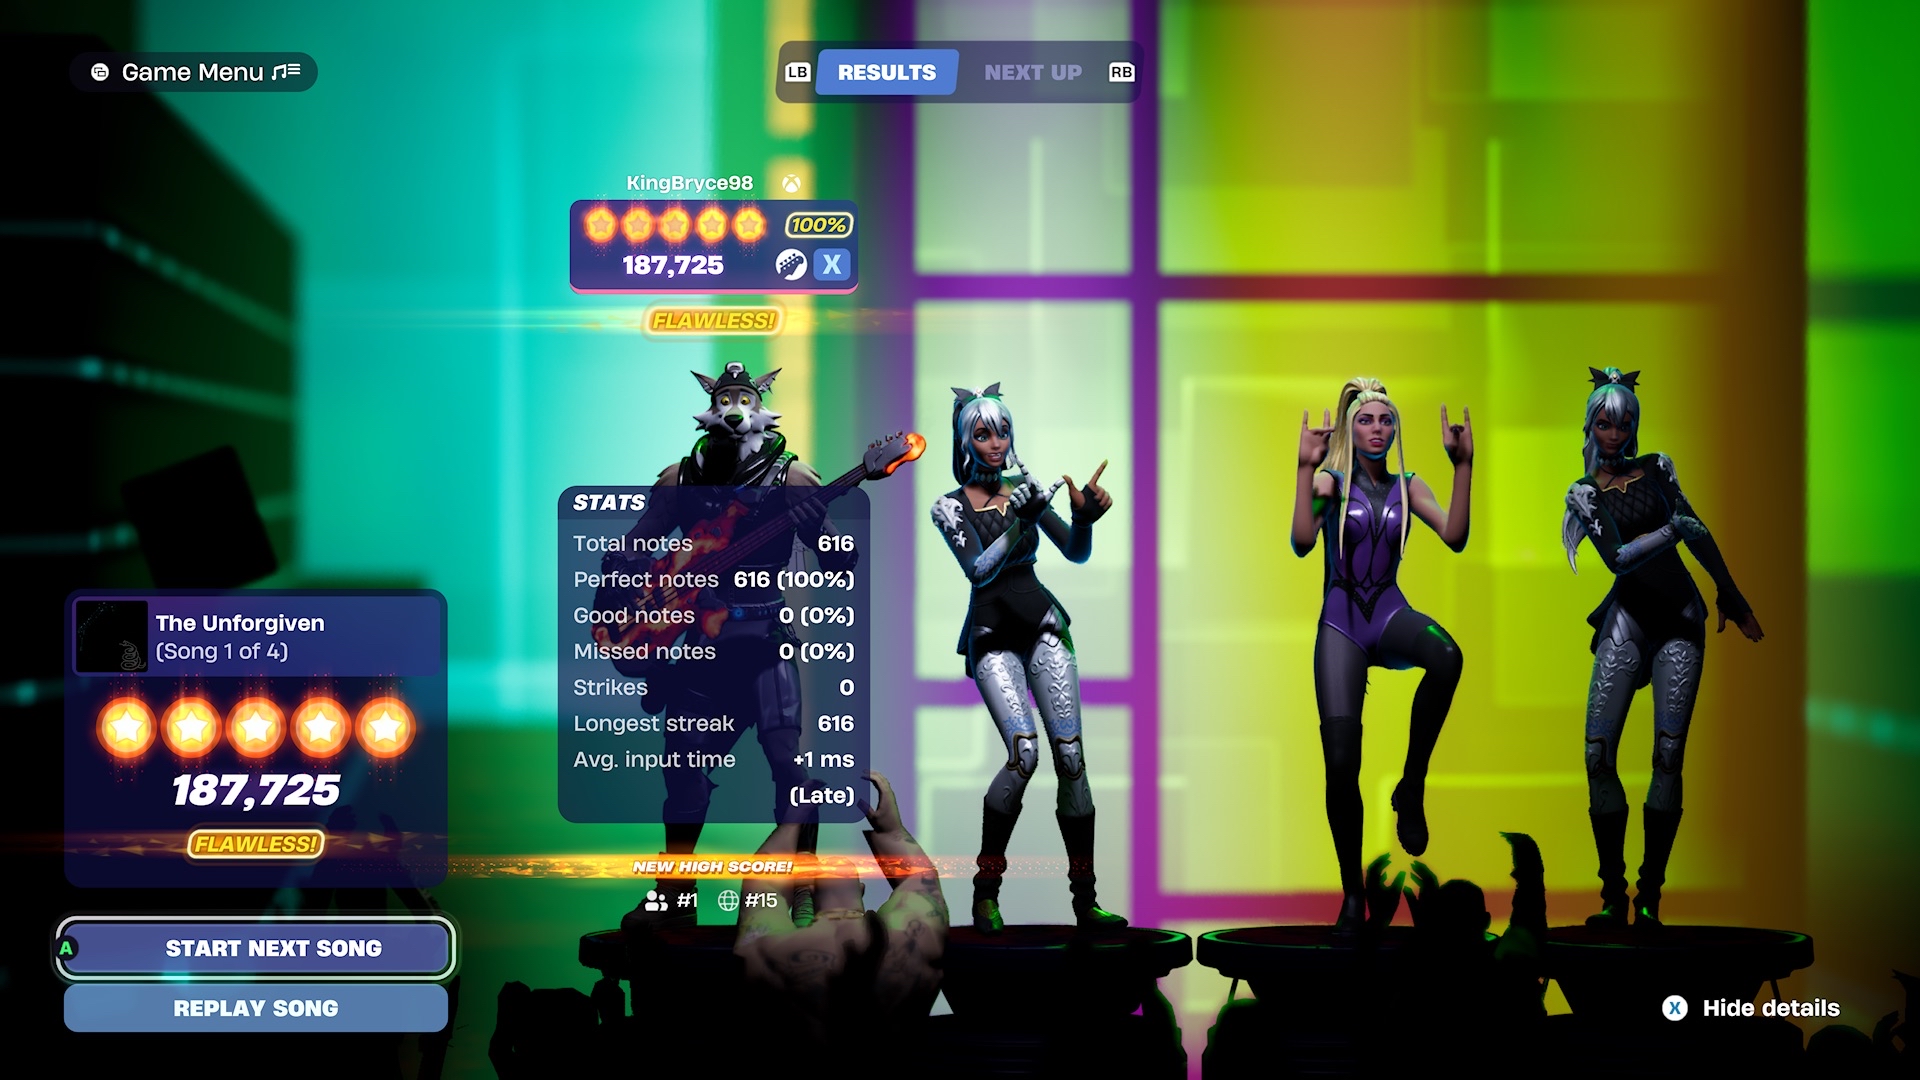 Game Menu
LB RESULTS NEXT UP RB
KingBryce98
100%
187,725
X
FLAWLESS!
STATS
Total notes 616
Perfect notes 616 (100%)
Good notes 0 (0%)
Missed notes 0 (0%)
Strikes 0
Longest streak 616
Avg. input time +1 ms
(Late)
NEW HIGH SCORE!
#1 #15
The Unforgiven
(Song 1 of 4)
187,725
FLAWLESS!
A START NEXT SONG
REPLAY SONG
X Hide details